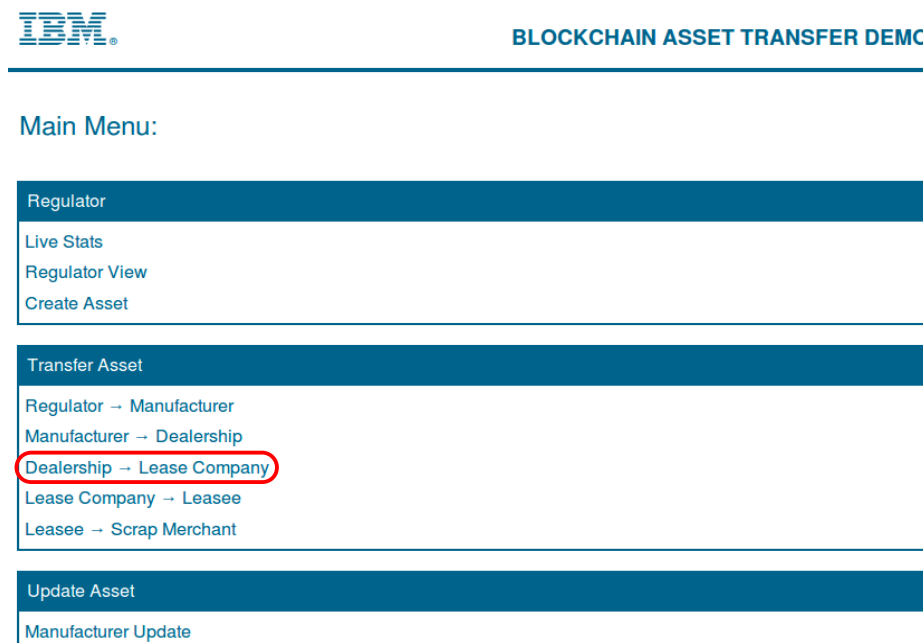 IBM®
BLOCKCHAIN ASSET TRANSFER DEMO
Main Menu:
Regulator
Live Stats
Regulator View
Create Asset
Transfer Asset
Regulator → Manufacturer
Manufacturer → Dealership
Dealership → Lease Company
Lease Company → Leasee
Leasee → Scrap Merchant
Update Asset
Manufacturer Update